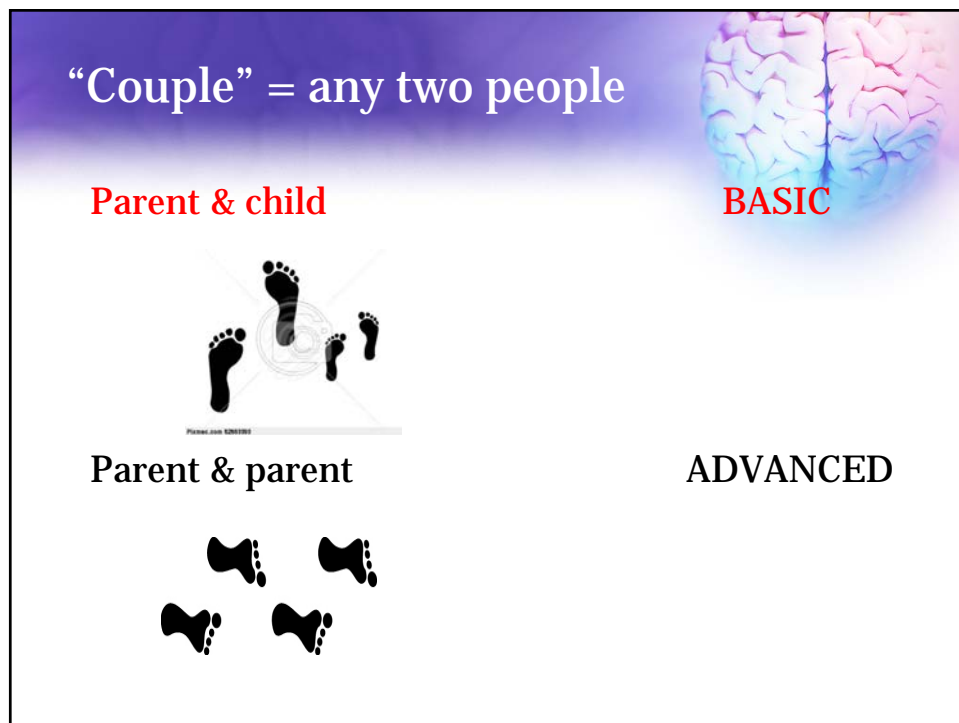 “Couple” = any two people
Parent & child BASIC
Parent & parent ADVANCED